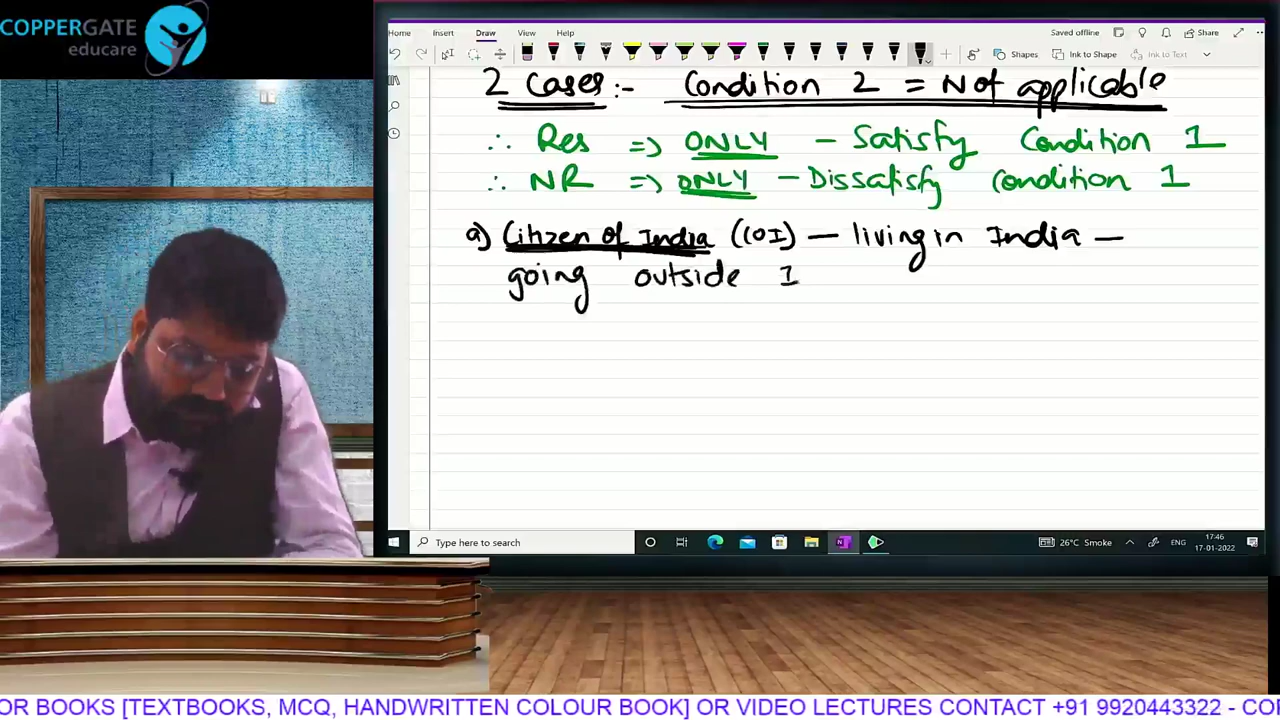 COPPERGATE
educare
Home Insert Draw View Help
Saved offline
Share
Shapes
Ink to Shape
Ink to Text
2 Cases :- Condition 2 = Not applicable
∴ Res => ONLY - Satisfy Condition 1
∴ NR => ONLY - Dissatisfy Condition 1
a) Citizen of India (COI) – living in India –
going outside I
Type here to search
26°C Smoke
ENG
17:46
17-01-2022
OR BOOKS [TEXTBOOKS, MCQ, HANDWRITTEN COLOUR BOOK] OR VIDEO LECTURES CONTACT +91 9920443322 - CO